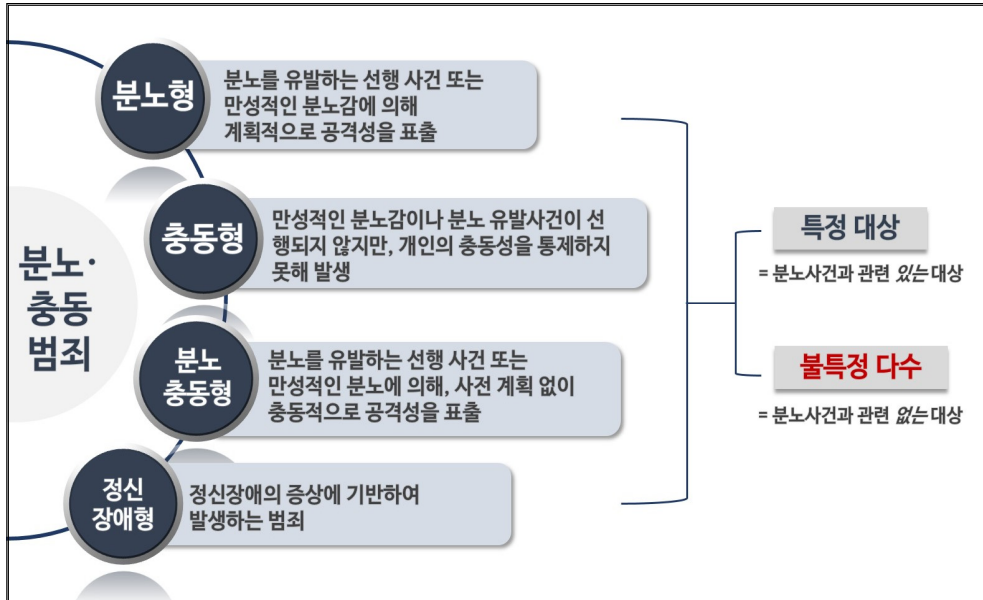 분노·
충동
범죄
분노형
분노를 유발하는 선행 사건 또는
만성적인 분노감에 의해
계획적으로 공격성을 표출
충동형
만성적인 분노감이나 분노 유발사건이 선
행되지 않지만, 개인의 충동성을 통제하지
못해 발생
분노
충동형
분노를 유발하는 선행 사건 또는
만성적인 분노에 의해, 사전 계획 없이
충동적으로 공격성을 표출
정신
장애형
정신장애의 증상에 기반하여
발생하는 범죄
특정 대상
= 분노사건과 관련 있는 대상
불특정 다수
= 분노사건과 관련 없는 대상